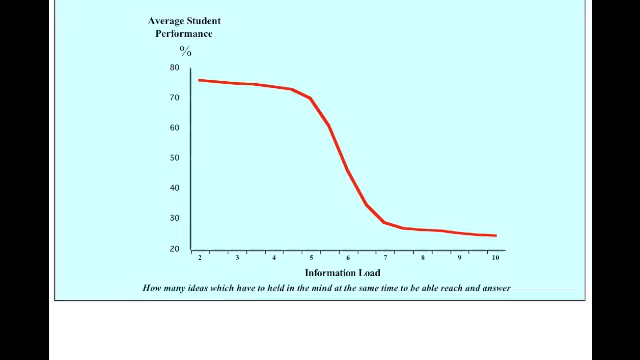 Average Student
Performance
%
80
70
60
50
40
30
20
2 3 4 5 6 7 8 9 10
Information Load
How many ideas which have to held in the mind at the same time to be able reach and answer